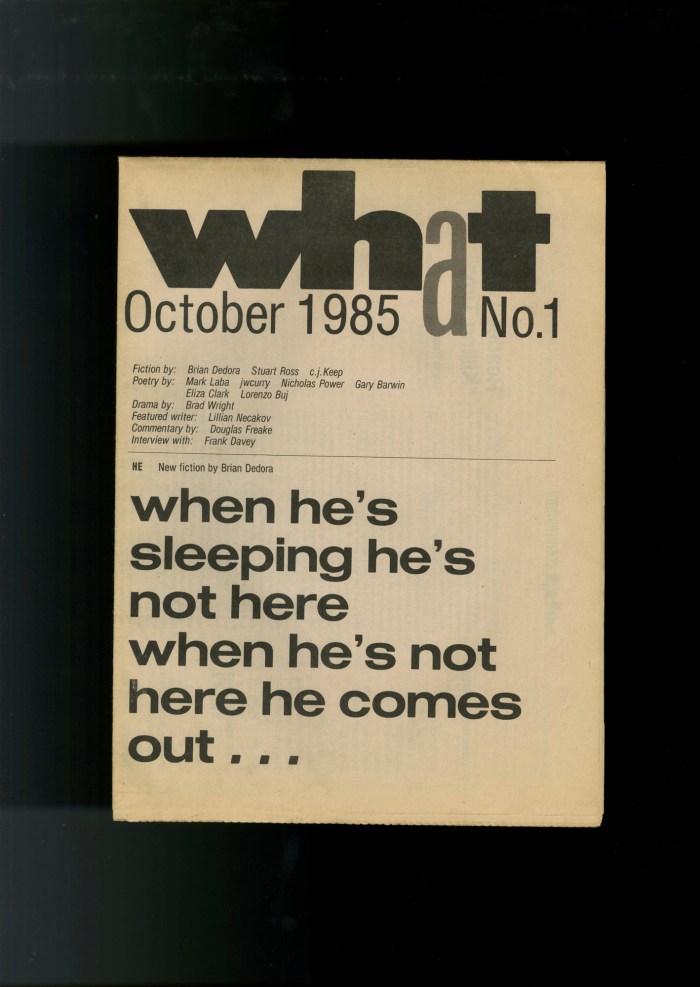 what
October 1985 No.1
Fiction by: Brian Dedora Stuart Ross c.j.Keep
Poetry by: Mark Laba jwcurry Nicholas Power Gary Barwin
Eliza Clark Lorenzo Buj
Drama by: Brad Wright
Featured writer: Lillian Necakov
Commentary by: Douglas Freake
Interview with: Frank Davey
HE New fiction by Brian Dedora
when he's
sleeping he's
not here
when he's not
here he comes
out . . .